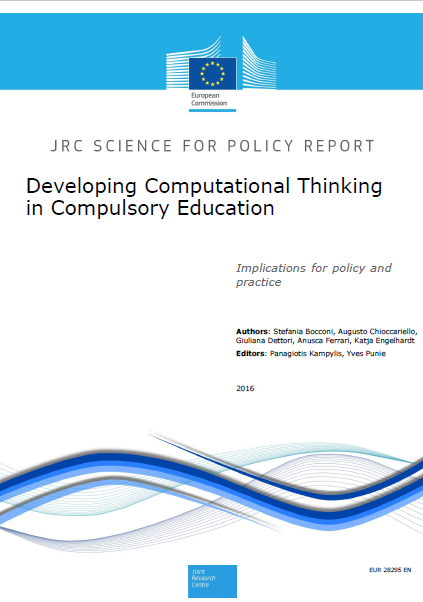 European
Commission
JRC SCIENCE FOR POLICY REPORT
Developing Computational Thinking
in Compulsory Education
Implications for policy and
practice
Authors: Stefania Bocconi, Augusto Chioccariello,
Giuliana Dettori, Anusca Ferrari, Katja Engelhardt
Editors: Panagiotis Kampylis, Yves Punie
2016
Joint
Research
Centre
EUR 28295 EN